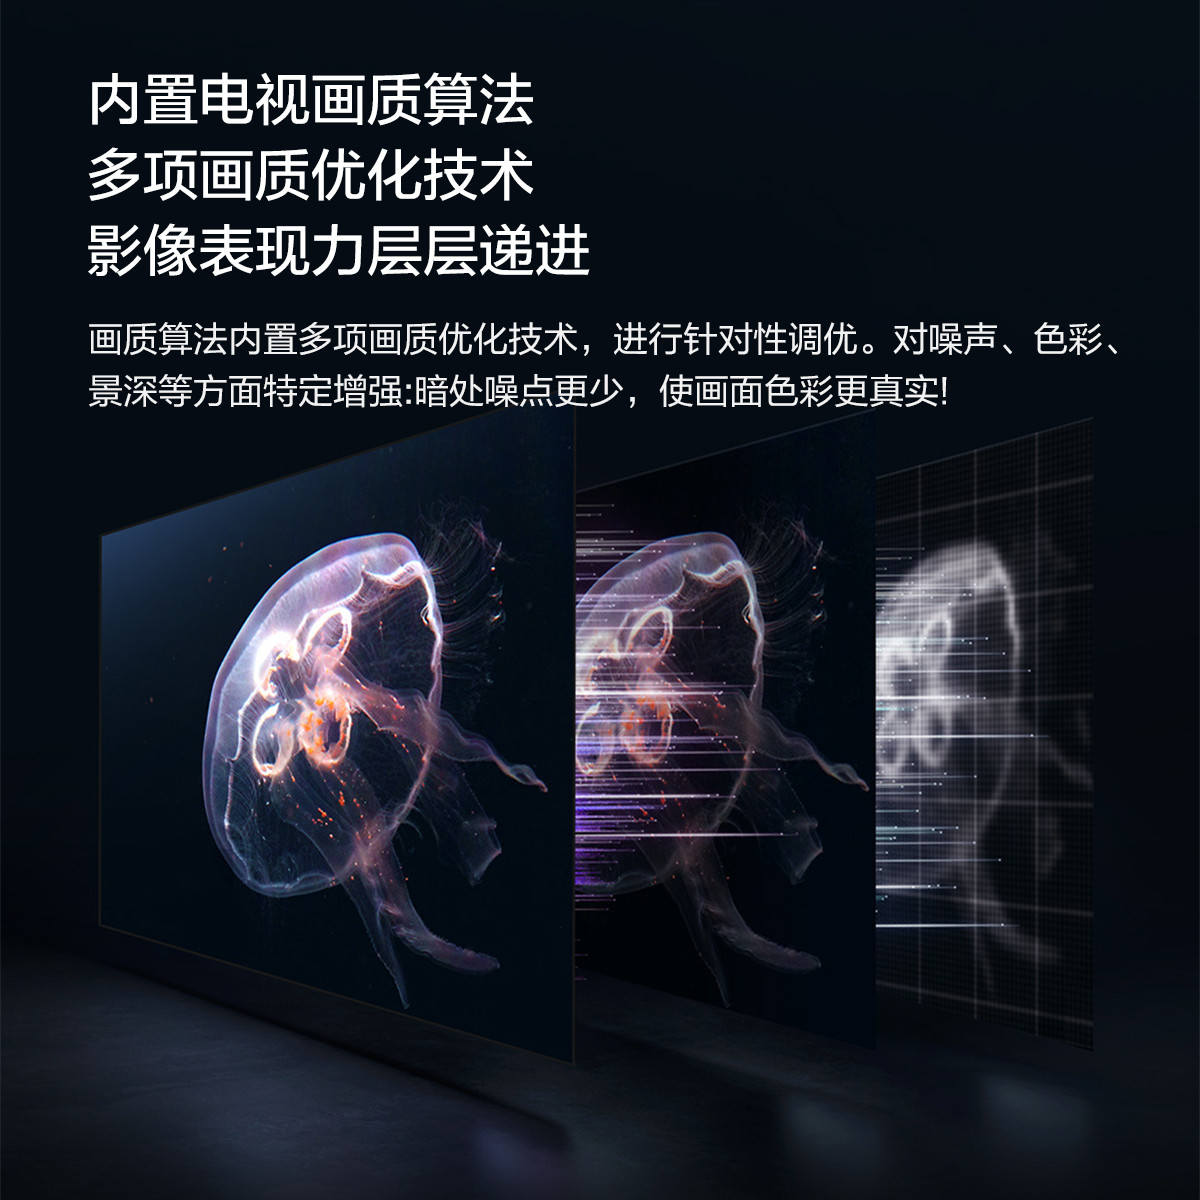 内置电视画质算法
多项画质优化技术
影像表现力层层递进
画质算法内置多项画质优化技术，进行针对性调优。对噪声、色彩、
景深等方面特定增强:暗处噪点更少，使画面色彩更真实!